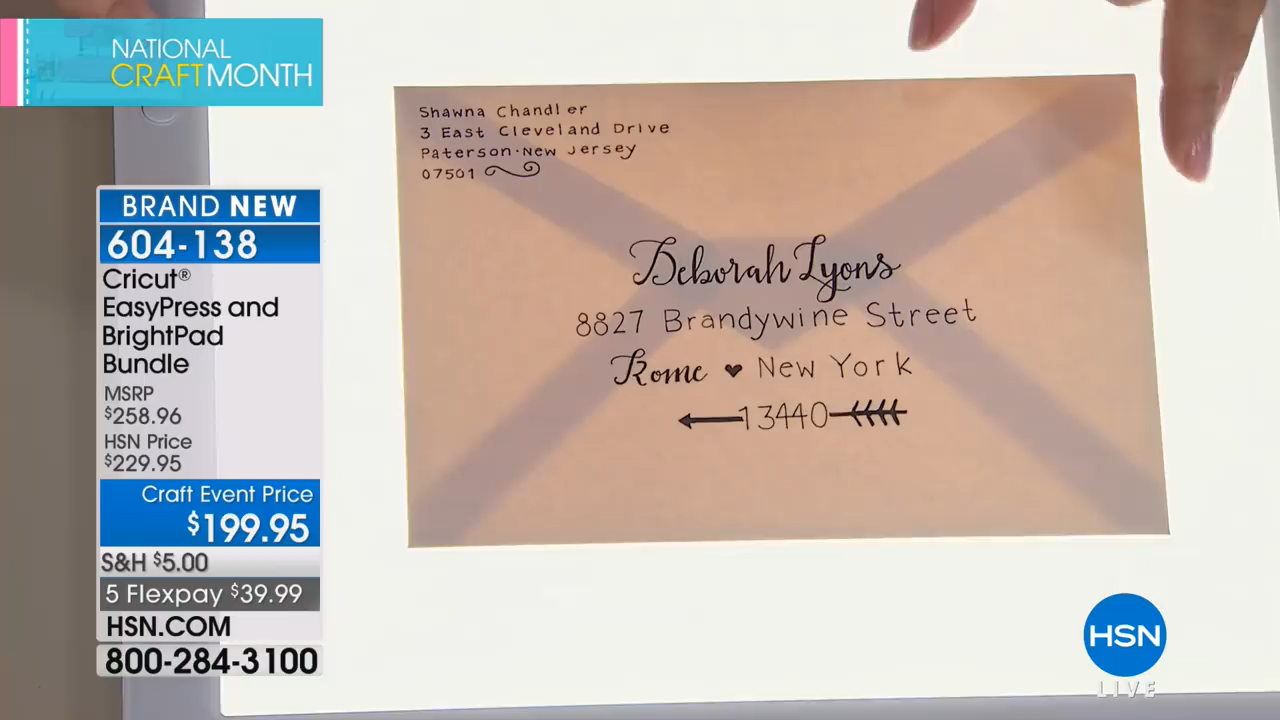 NATIONAL
CRAFTMONTH
BRAND NEW
604-138
Cricut®
EasyPress and
BrightPad
Bundle
MSRP
$258.96
HSN Price
$229.95
Craft Event Price
$199.95
S&H $5.00
5 Flexpay $39.99
HSN.COM
800-284-3100
Shawna Chandler
3 East Cleveland Drive
Paterson·New Jersey
07501
Deborah Lyons
8827 Brandywine Street
Rome ♥ New York
13440
HSN
LIVE